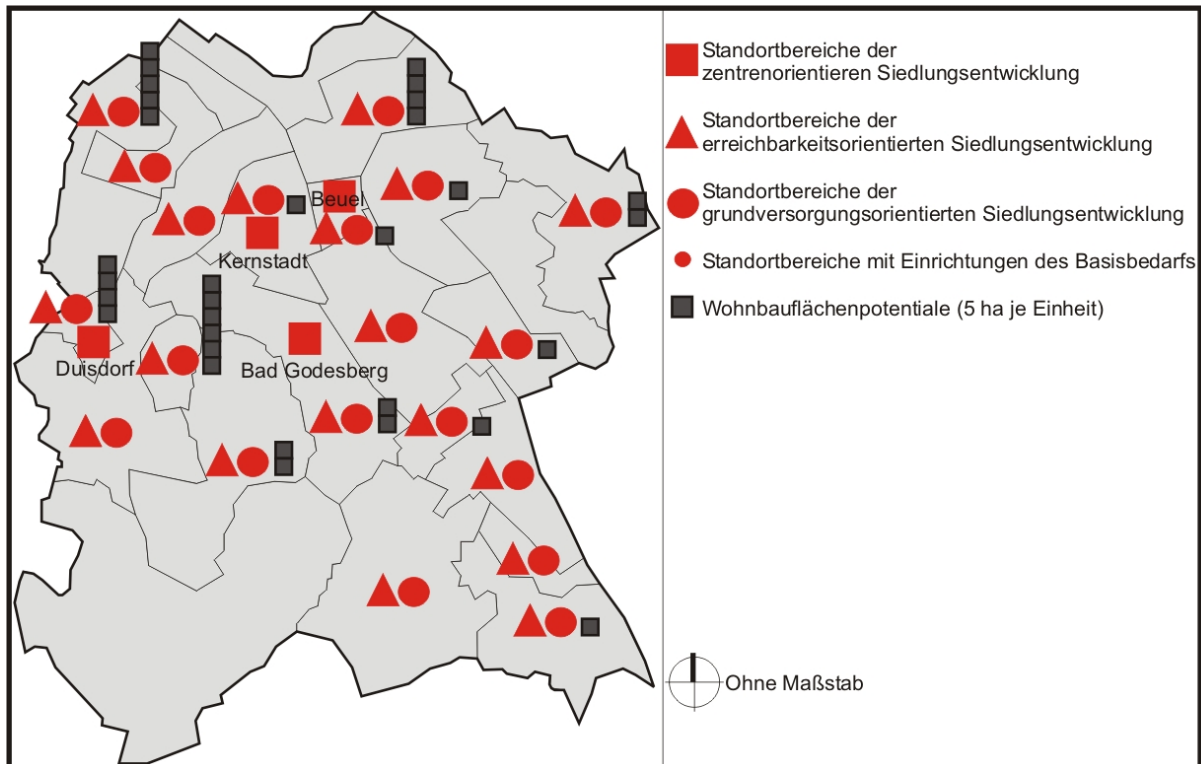 Beuel
Kernstadt
Duisdorf
Bad Godesberg
Standortbereiche der
zentrenorientieren Siedlungsentwicklung
Standortbereiche der
erreichbarkeitsorientierten Siedlungsentwicklung
Standortbereiche der
grundversorgungsorientierten Siedlungsentwicklung
Standortbereiche mit Einrichtungen des Basisbedarfs
Wohnbauflächenpotentiale (5 ha je Einheit)
Ohne Maßstab